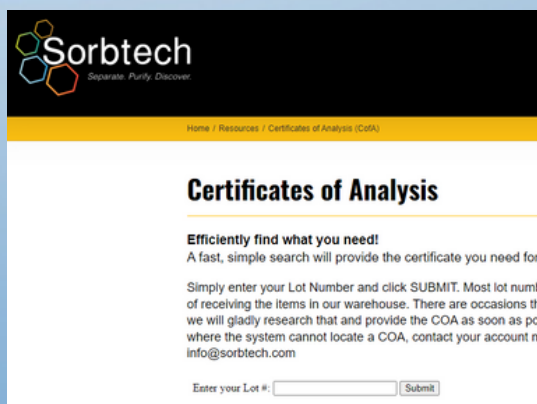 Sorbtech
Separate. Purify. Discover.
Home / Resources / Certificates of Analysis (CofA)
Certificates of Analysis
Efficiently find what you need!
A fast, simple search will provide the certificate you need for
Simply enter your Lot Number and click SUBMIT. Most lot
of receiving the items in our warehouse. There are occasions
we will gladly research that and provide the COA as soon as
where the system cannot locate a COA, contact your account
info@sorbtech.com
Enter your Lot #: Submit